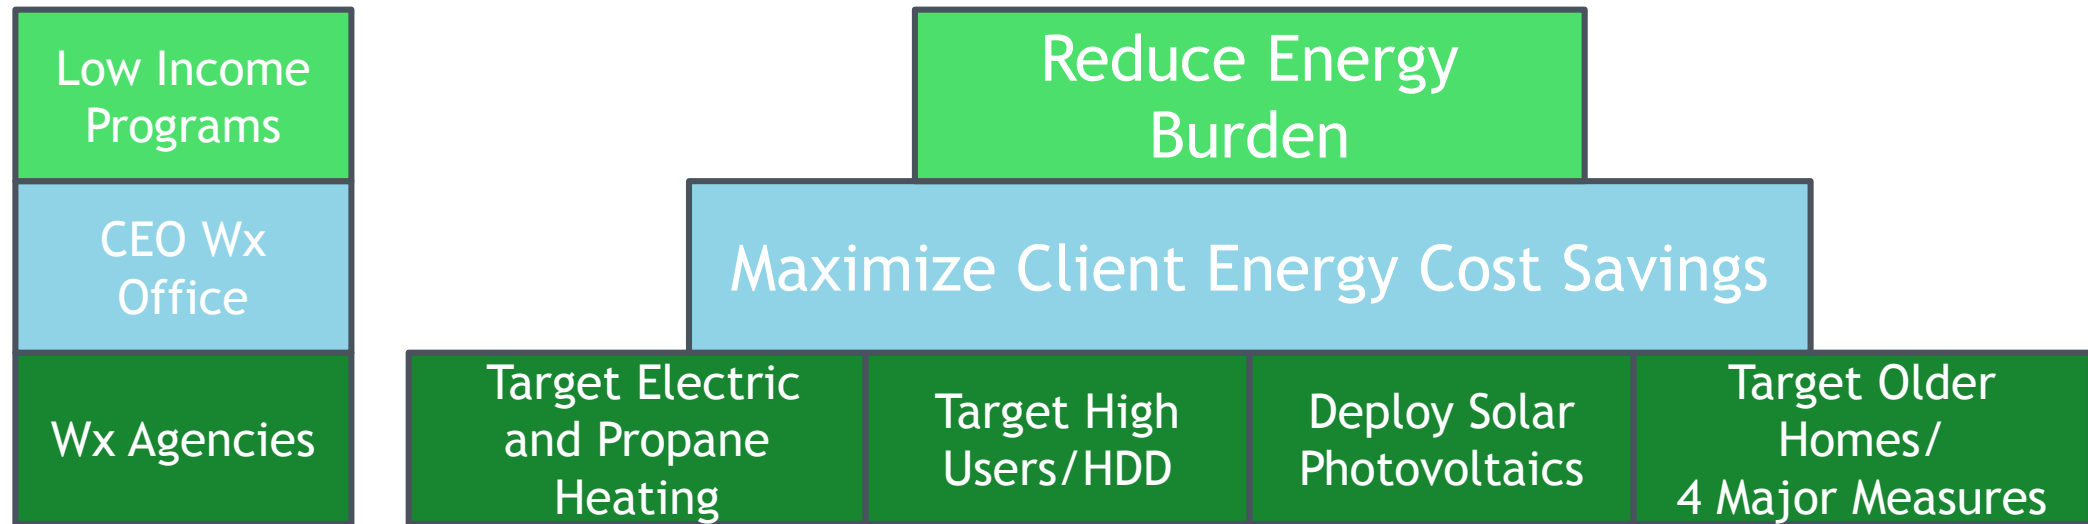 Low Income
Programs
Reduce Energy
Burden
CEO Wx
Office
Maximize Client Energy Cost Savings
Wx Agencies
Target Electric
and Propane
Heating
Target High
Users/HDD
Deploy Solar
Photovoltaics
Target Older
Homes/
4 Major Measures